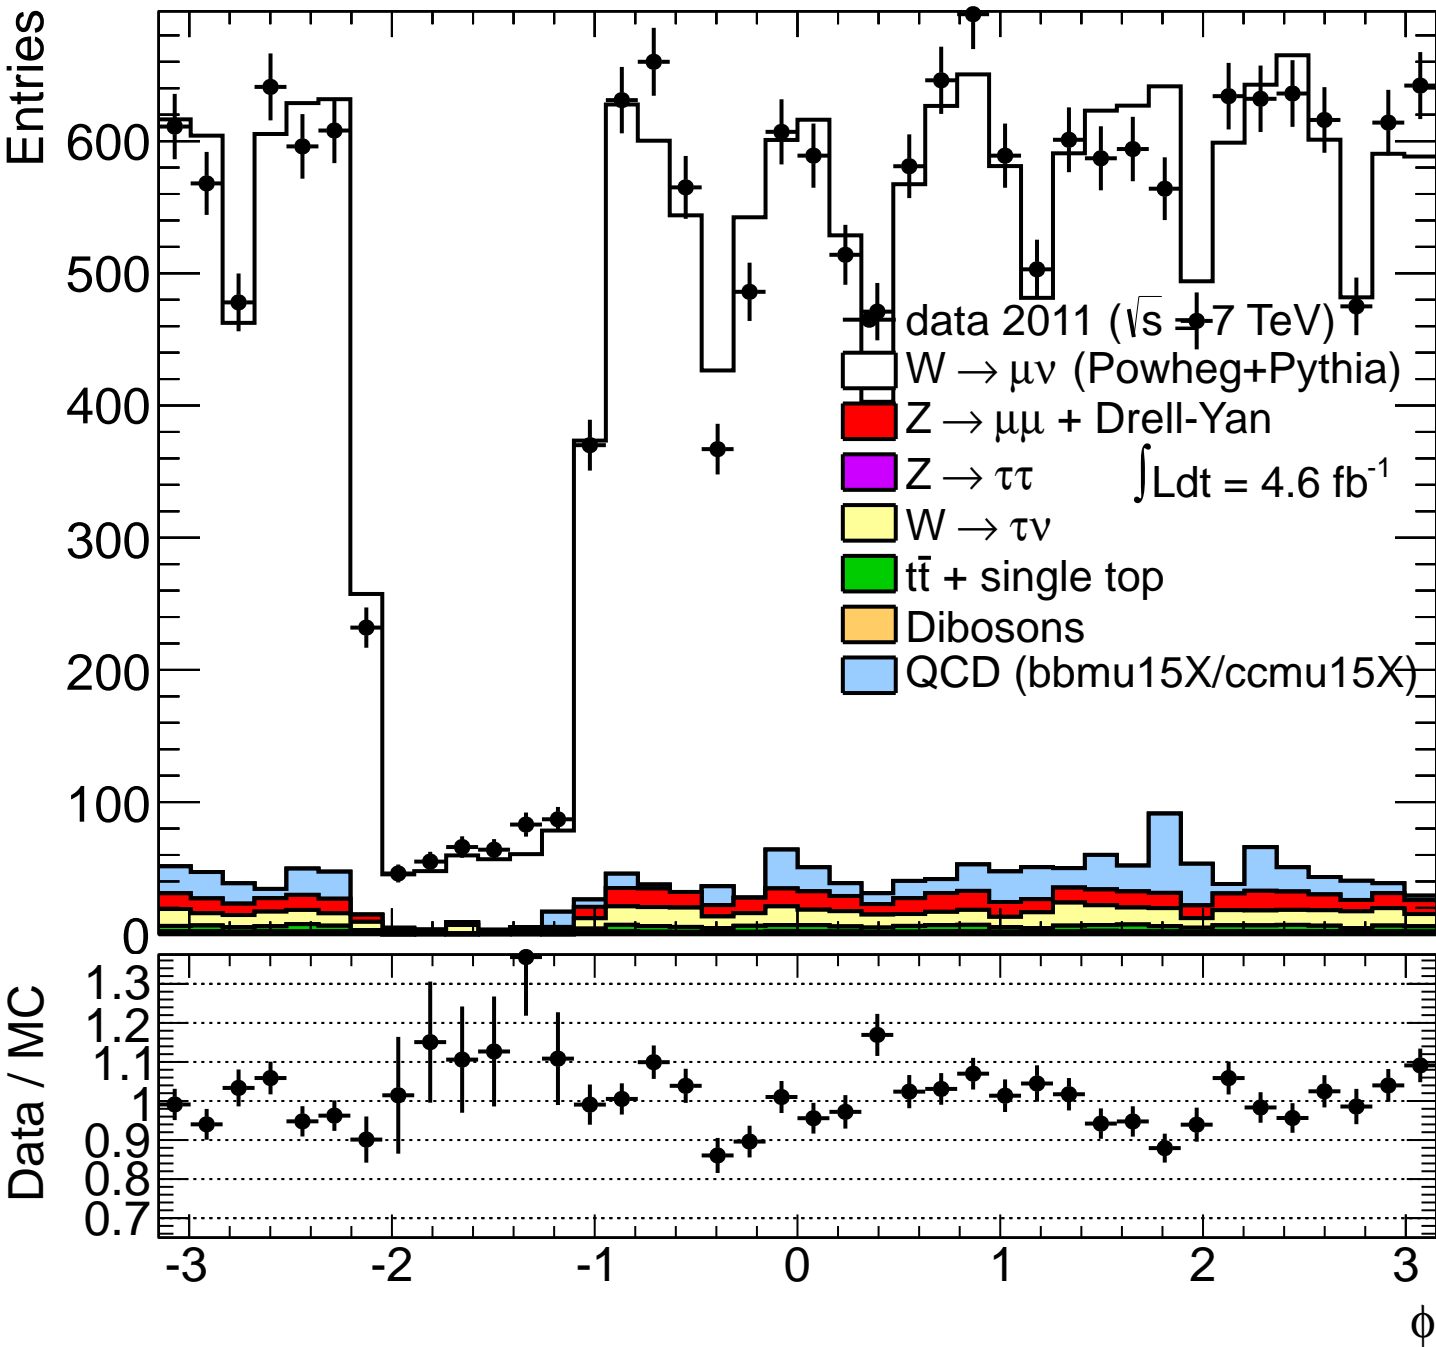 Entries
600
500
400
300
200
100
0
data 2011 (√s = 7 TeV)
W → μν (Powheg+Pythia)
Z → μμ + Drell-Yan
Z → ττ
∫Ldt = 4.6 fb⁻¹
W → τν
tt̄ + single top
Dibosons
QCD (bbmu15X/ccmu15X)
Data / MC
1.3
1.2
1.1
1
0.9
0.8
0.7
-3 -2 -1 0 1 2 3
ϕ